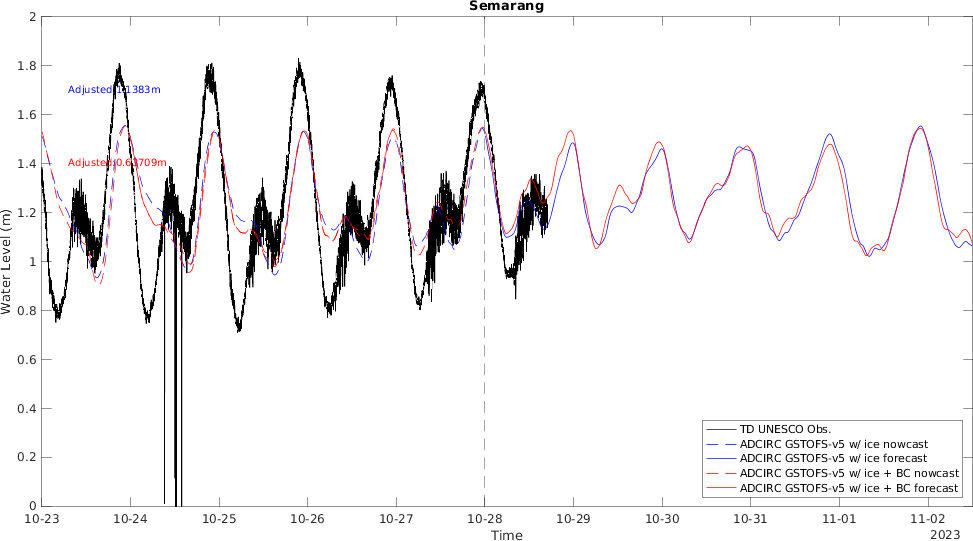 Semarang
2
1.8
1.6
1.4
1.2
1
0.8
0.6
0.4
0.2
0
Water Level (m)
10-23
10-24
10-25
10-26
10-27
10-28
10-29
10-30
10-31
11-01
11-02
2023
Time
TD UNESCO Obs.
ADCIRC GSTOFS-v5 w/ ice nowcast
ADCIRC GSTOFS-v5 w/ ice forecast
ADCIRC GSTOFS-v5 w/ ice + BC nowcast
ADCIRC GSTOFS-v5 w/ ice + BC forecast